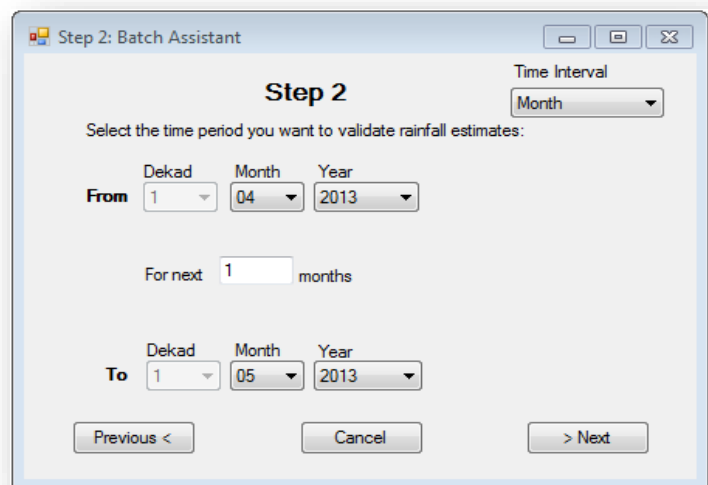 Step 2: Batch Assistant
Time Interval
Step 2
Month
Select the time period you want to validate rainfall estimates:
Dekad Month Year
From 1 04 2013
For next 1 months
Dekad Month Year
To 1 05 2013
Previous < Cancel > Next